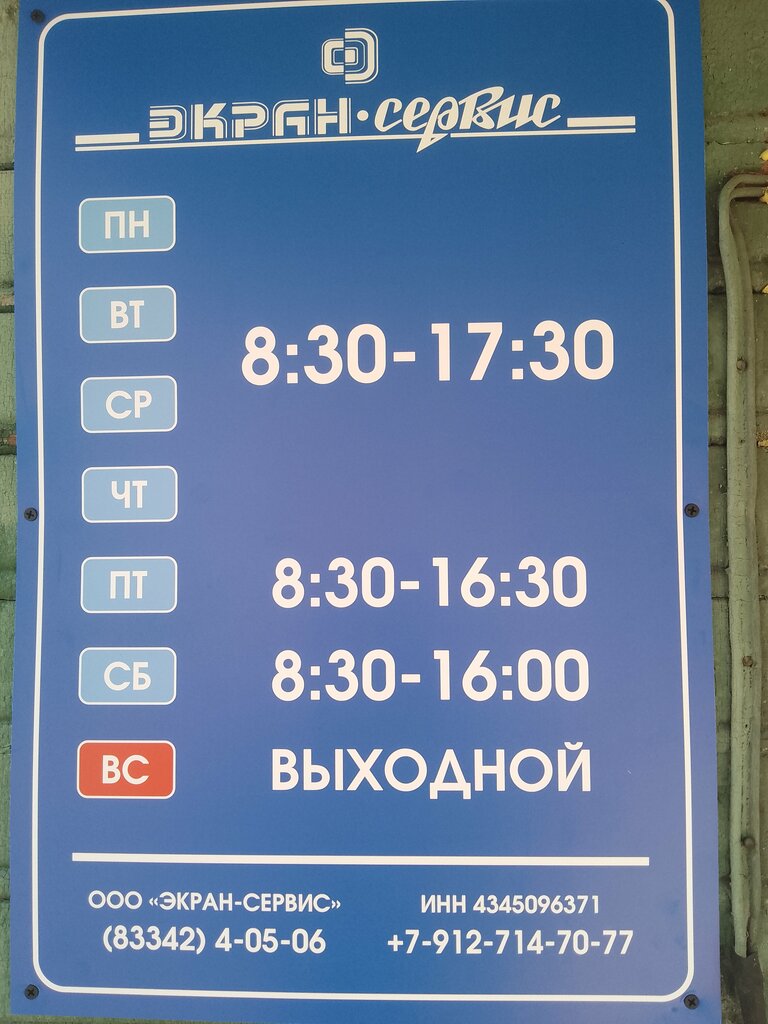 ЭКРАН·сервис
ПН
ВТ
8:30-17:30
СР
ЧТ
ПТ 8:30-16:30
СБ 8:30-16:00
ВС ВЫХОДНОЙ
ООО «ЭКРАН-СЕРВИС» ИНН 4345096371
(83342) 4-05-06 +7-912-714-70-77